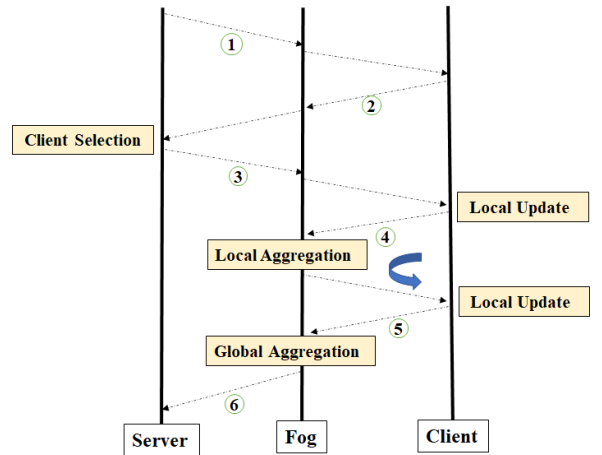 1
2
Client Selection
3
Local Update
4
Local Aggregation
Local Update
5
Global Aggregation
6
Server
Fog
Client